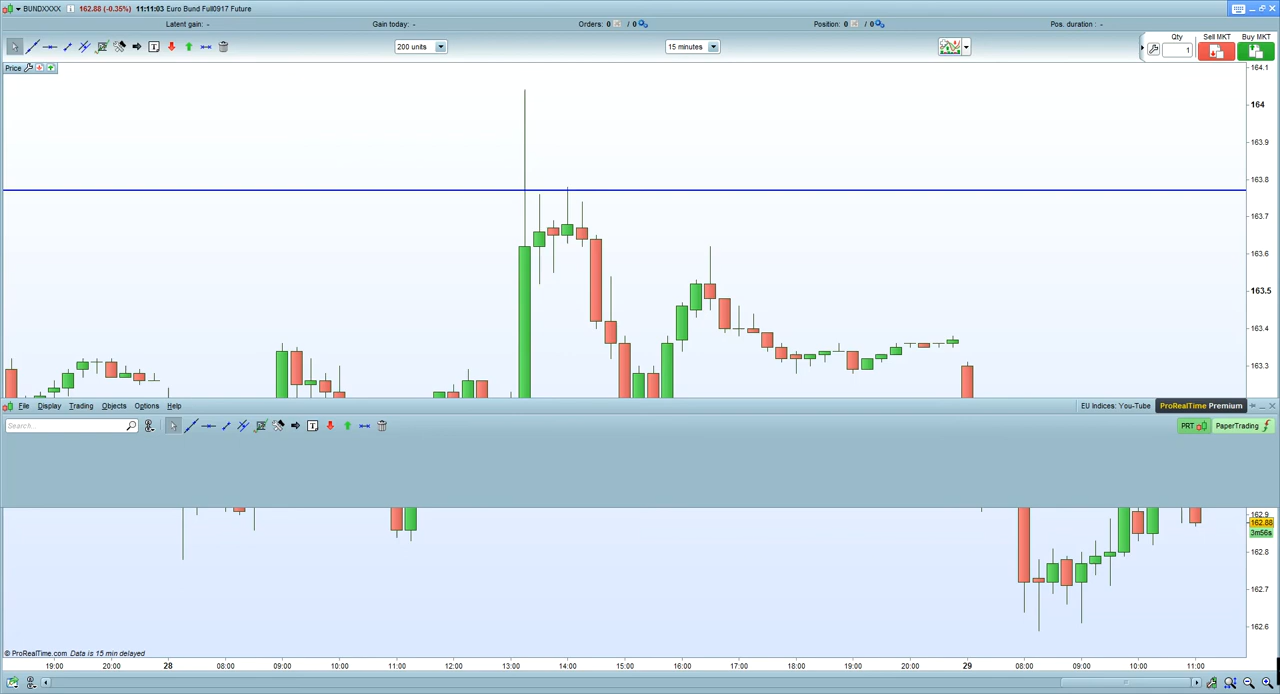 BUNDXXXX 162.88 (-0.35%) 11:11:03 Euro Bund Full0917 Future
Latent gain: - Gain today: - Orders: 0 / 0 Position: 0 / 0 Pos. duration : -
200 units 15 minutes Qty Sell MKT Buy MKT
1
Price
164.1
164
163.9
163.8
163.7
163.6
163.5
163.4
163.3
File Display Trading Objects Options Help EU Indices: You-Tube ProRealTime Premium
Search... PRT PaperTrading
162.9
162.88
3m56s
162.8
162.7
162.6
© ProRealTime.com Data is 15 min delayed
19:00 20:00 28 08:00 09:00 10:00 11:00 12:00 13:00 14:00 15:00 16:00 17:00 18:00 19:00 20:00 29 08:00 09:00 10:00 11:00